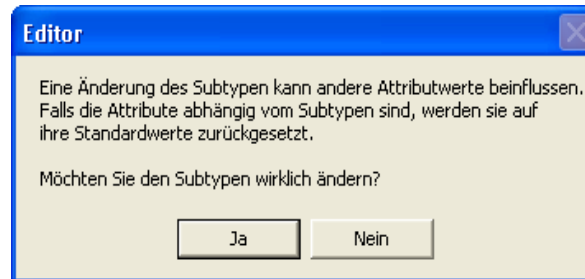 Editor
Eine Änderung des Subtypen kann andere Attributwerte beinflussen.
Falls die Attribute abhängig vom Subtypen sind, werden sie auf
ihre Standardwerte zurückgesetzt.
Möchten Sie den Subtypen wirklich ändern?
Ja Nein